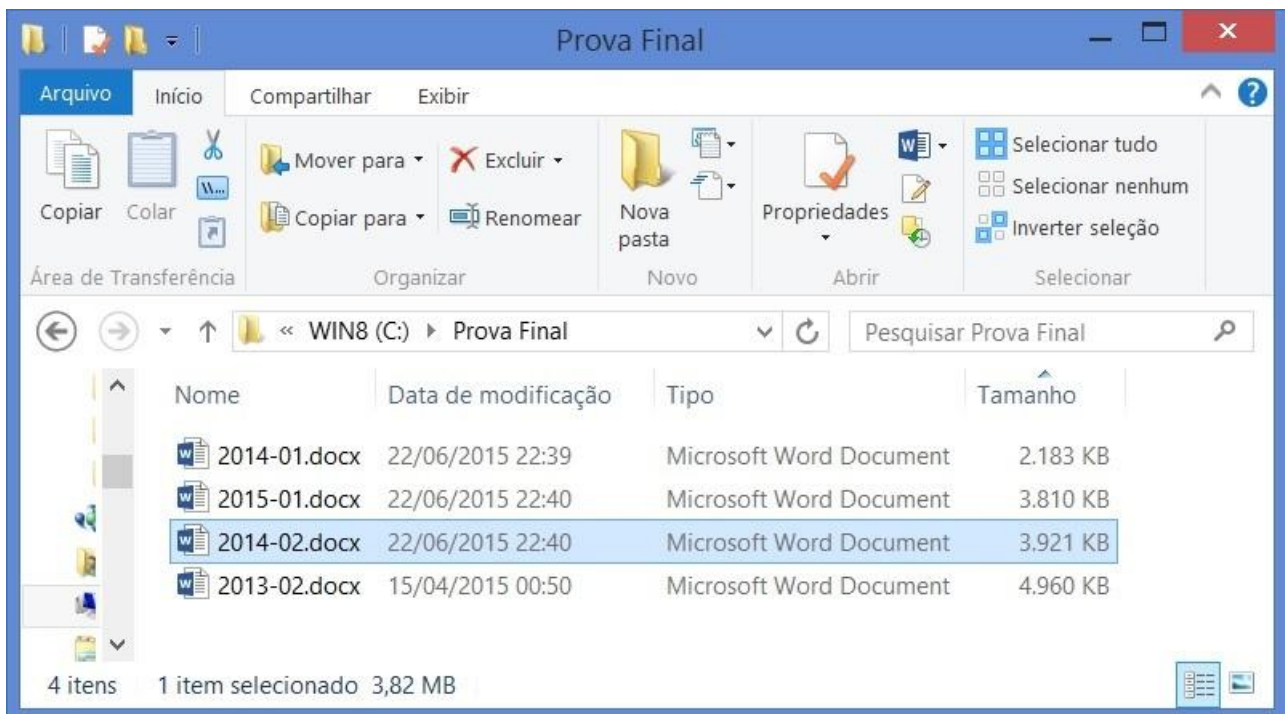 Prova Final
Arquivo Início Compartilhar Exibir
Copiar Colar Mover para Excluir Copiar para Renomear Nova pasta Propriedades Selecionar tudo Selecionar nenhum Inverter seleção
Área de Transferência Organizar Novo Abrir Selecionar
« WIN8 (C:) Prova Final Pesquisar Prova Final
Nome Data de modificação Tipo Tamanho
2014-01.docx 22/06/2015 22:39 Microsoft Word Document 2.183 KB
2015-01.docx 22/06/2015 22:40 Microsoft Word Document 3.810 KB
2014-02.docx 22/06/2015 22:40 Microsoft Word Document 3.921 KB
2013-02.docx 15/04/2015 00:50 Microsoft Word Document 4.960 KB
4 itens 1 item selecionado 3,82 MB